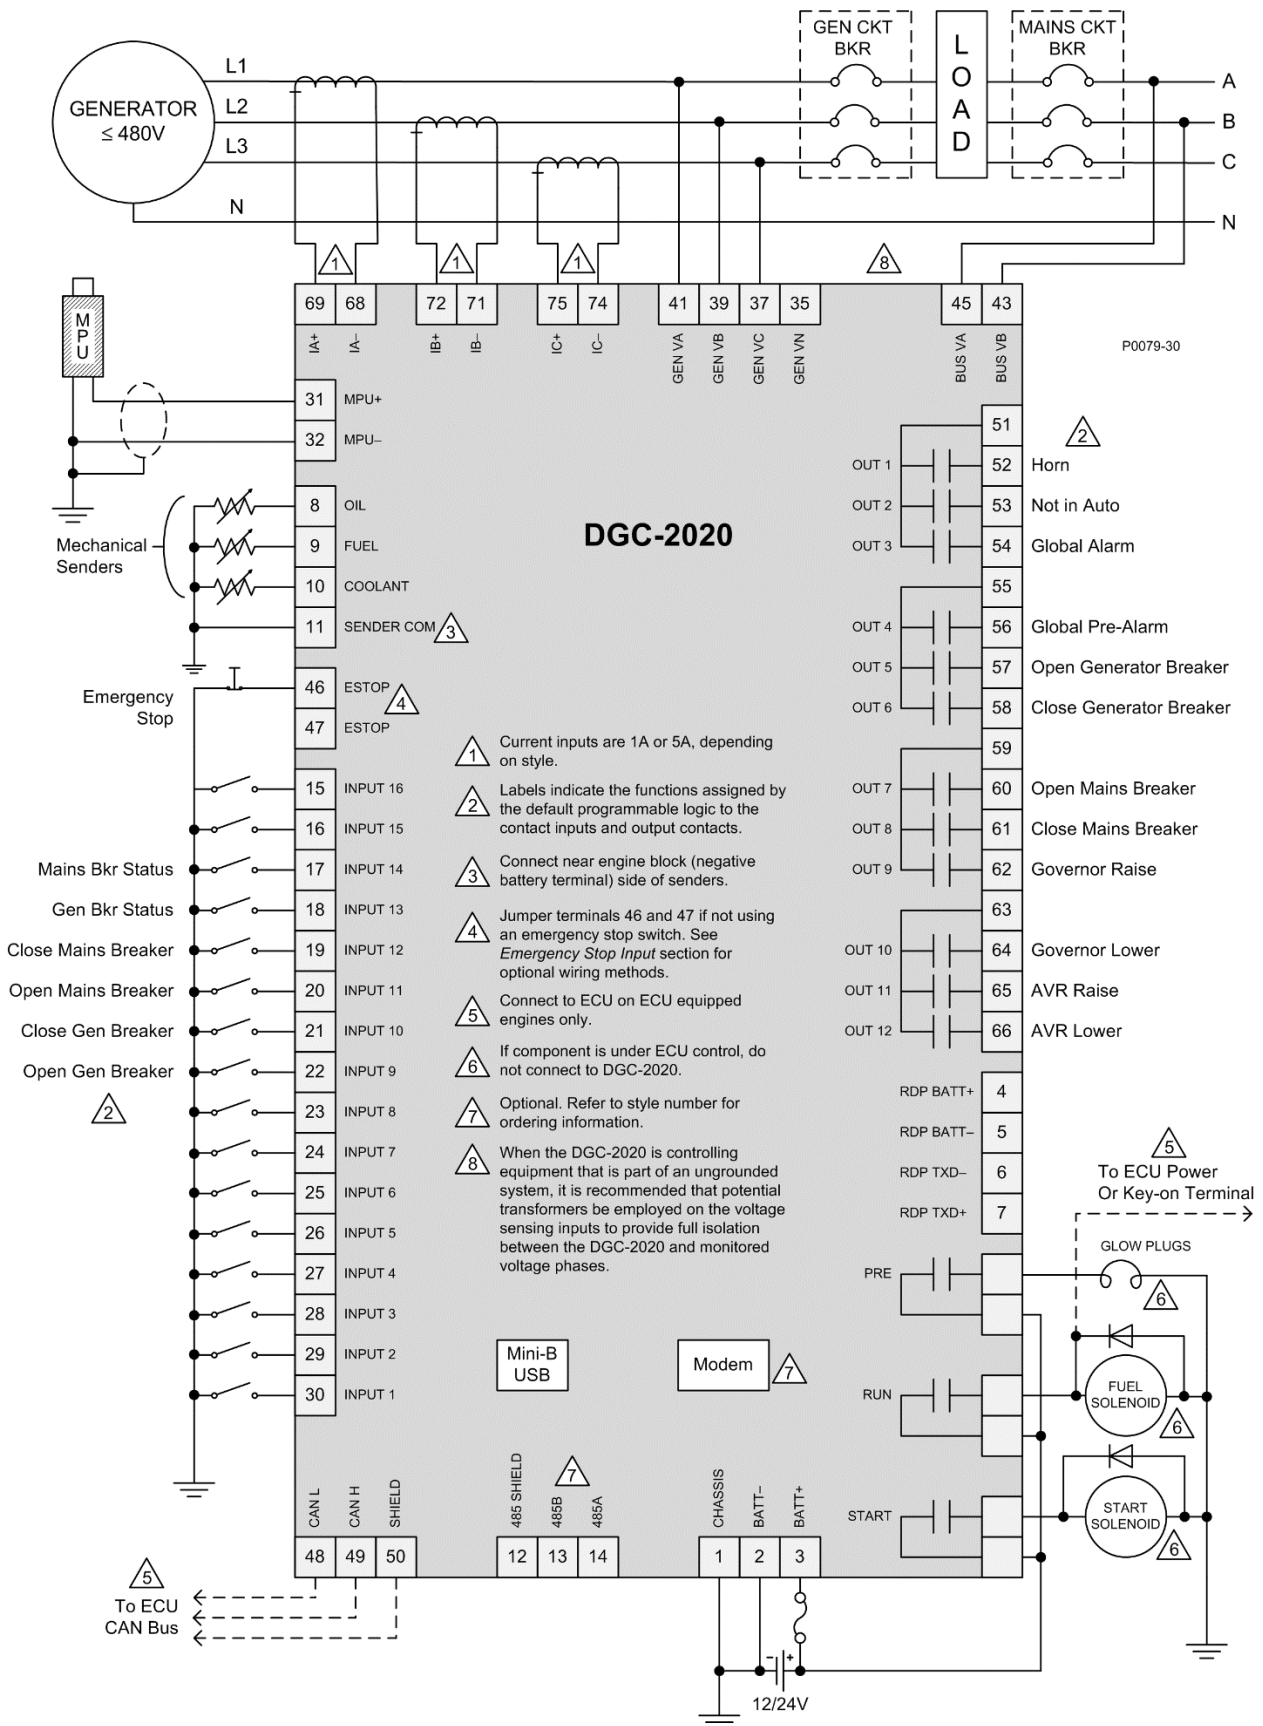 GEN CKT
BKR
LOAD
MAINS CKT
BKR
GENERATOR
≤ 480V
L1
L2
L3
N
A
B
C
N
1
1
1
8
69
68
72
71
75
74
41
39
37
35
45
43
IA+
IA–
IB+
IB–
IC+
IC–
GEN VA
GEN VB
GEN VC
GEN VN
BUS VA
BUS VB
P0079-30
MPU
31 MPU+
32 MPU–
Mechanical
Senders
8 OIL
9 FUEL
10 COOLANT
11 SENDER COM
3
Emergency
Stop
46 ESTOP
4
47 ESTOP
15 INPUT 16
16 INPUT 15
Mains Bkr Status 17 INPUT 14
Gen Bkr Status 18 INPUT 13
Close Mains Breaker 19 INPUT 12
Open Mains Breaker 20 INPUT 11
Close Gen Breaker 21 INPUT 10
Open Gen Breaker 22 INPUT 9
2
23 INPUT 8
24 INPUT 7
25 INPUT 6
26 INPUT 5
27 INPUT 4
28 INPUT 3
29 INPUT 2
30 INPUT 1
DGC-2020
1 Current inputs are 1A or 5A, depending
on style.
2 Labels indicate the functions assigned by
the default programmable logic to the
contact inputs and output contacts.
3 Connect near engine block (negative
battery terminal) side of senders.
4 Jumper terminals 46 and 47 if not using
an emergency stop switch. See
Emergency Stop Input section for
optional wiring methods.
5 Connect to ECU on ECU equipped
engines only.
6 If component is under ECU control, do
not connect to DGC-2020.
7 Optional. Refer to style number for
ordering information.
8 When the DGC-2020 is controlling
equipment that is part of an ungrounded
system, it is recommended that potential
transformers be employed on the voltage
sensing inputs to provide full isolation
between the DGC-2020 and monitored
voltage phases.
51
2
OUT 1 52 Horn
OUT 2 53 Not in Auto
OUT 3 54 Global Alarm
55
OUT 4 56 Global Pre-Alarm
OUT 5 57 Open Generator Breaker
OUT 6 58 Close Generator Breaker
59
OUT 7 60 Open Mains Breaker
OUT 8 61 Close Mains Breaker
OUT 9 62 Governor Raise
63
OUT 10 64 Governor Lower
OUT 11 65 AVR Raise
OUT 12 66 AVR Lower
RDP BATT+ 4
RDP BATT– 5
RDP TXD– 6
RDP TXD+ 7
5
To ECU Power
Or Key-on Terminal
PRE
GLOW PLUGS
6
RUN
FUEL
SOLENOID
6
START
START
SOLENOID
6
Mini-B
USB
Modem
7
CAN L
CAN H
SHIELD
485 SHIELD
485B
485A
7
CHASSIS
BATT–
BATT+
48
49
50
12
13
14
1
2
3
5
To ECU
CAN Bus
- +
12/24V